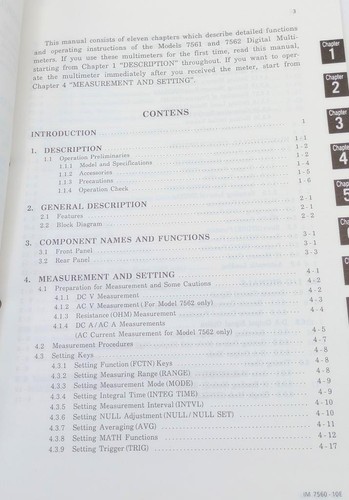 This manual consists of eleven chapters which describe detailed functions
and operating instructions of the Models 7561 and 7562 Digital Multi-
meters. If you use these multimeters for the first time, read this manual,
starting from Chapter 1 "DESCRIPTION" throughout. If you want to oper-
ate the multimeter immediately after you received the meter, start from
Chapter 4 "MEASUREMENT AND SETTING".
CONTENS
INTRODUCTION 1
1. DESCRIPTION 1-1
1.1 Operation Preliminaries 1-2
1.1.1 Model and Specifications 1-2
1.1.2 Accessories 1-4
1.1.3 Precautions 1-5
1.1.4 Operation Check 1-6
2. GENERAL DESCRIPTION 2-1
2.1 Features 2-1
2.2 Block Diagram 2-2
3. COMPONENT NAMES AND FUNCTIONS 3-1
3.1 Front Panel 3-1
3.2 Rear Panel 3-3
4. MEASUREMENT AND SETTING 4-1
4.1 Preparation for Measurement and Some Cautions 4-2
4.1.1 DC V Measurement 4-2
4.1.2 AC V Measurement (For Model 7562 only) 4-3
4.1.3 Resistance (OHM) Measurement 4-4
4.1.4 DC A/AC A Measurements
(AC Current Measurement for Model 7562 only) 4-5
4.2 Measurement Procedures 4-7
4.3 Setting Keys 4-8
4.3.1 Setting Function (FCTN) Keys 4-8
4.3.2 Setting Measuring Range (RANGE) 4-8
4.3.3 Setting Measurement Mode (MODE) 4-9
4.3.4 Setting Integral Time (INTEG TIME) 4-9
4.3.5 Setting Measurement Interval (INTVL) 4-10
4.3.6 Setting NULL Adjustment (NULL/NULL SET) 4-10
4.3.7 Setting Averaging (AVG) 4-11
4.3.8 Setting MATH Functions 4-12
4.3.9 Setting Trigger (TRIG) 4-17
IM 7560-10E
Chapter
1
Chapter
2
Chapter
3
Chapter
4
Chapter
5